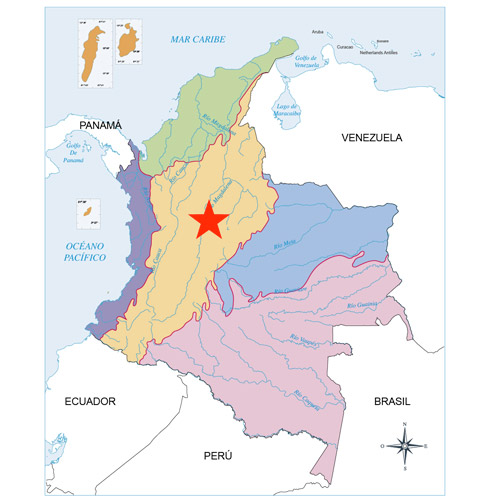 MAR CARIBE
Aruba
Curacao
Bonaire
Netherlands Antilles
Golfo de
Venezuela
Lago de
Maracaibo
PANAMÁ
Golfo
De
Panamá
VENEZUELA
Río Magdalena
Río Cauca
Magdalena
OCÉANO
PACÍFICO
Cauca
Río Meta
Río Guaviare
Río Guainía
Río Vaupés
Río Caquetá
ECUADOR
BRASIL
PERÚ
N
O
E
S